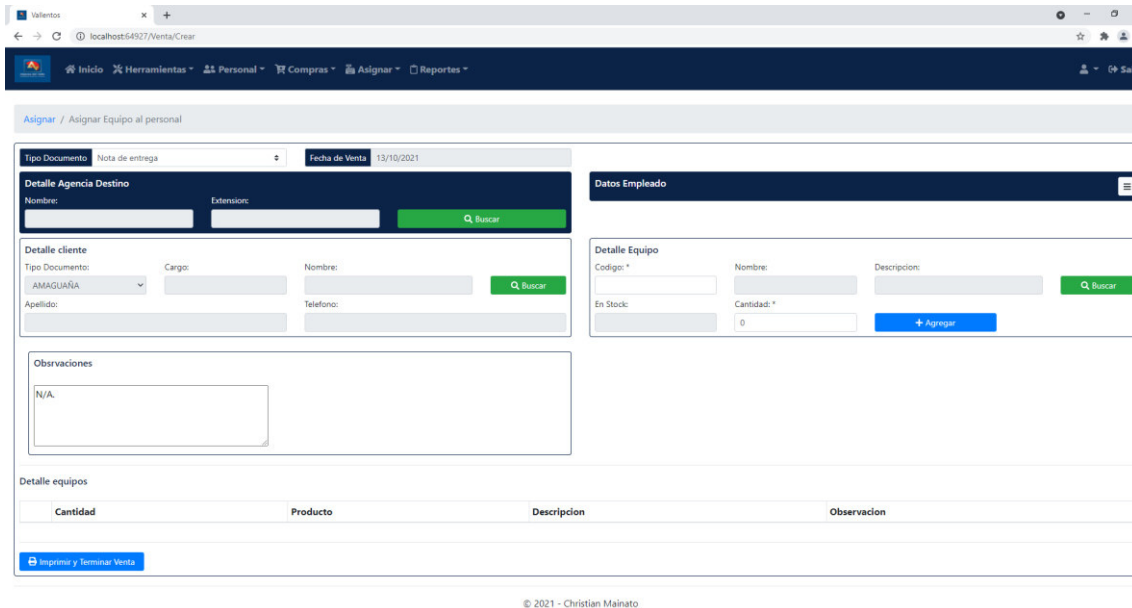 Valientos
localhost:64927/Venta/Crear
Inicio Herramientas Personal Compras Asignar Reportes Sa
Asignar / Asignar Equipo al personal
Tipo Documento Nota de entrega Fecha de Venta 13/10/2021
Detalle Agencia Destino
Nombre: Extension:
Buscar
Datos Empleado
Detalle cliente
Tipo Documento: Cargo: Nombre:
AMAGUAÑA Buscar
Apellido: Telefono:
Detalle Equipo
Codigo: * Nombre: Descripcion:
Buscar
En Stock: Cantidad: *
0 + Agregar
Obsrvaciones
N/A.
Detalle equipos
Cantidad Producto Descripcion Observacion
Imprimir y Terminar Venta
© 2021 - Christian Mainato